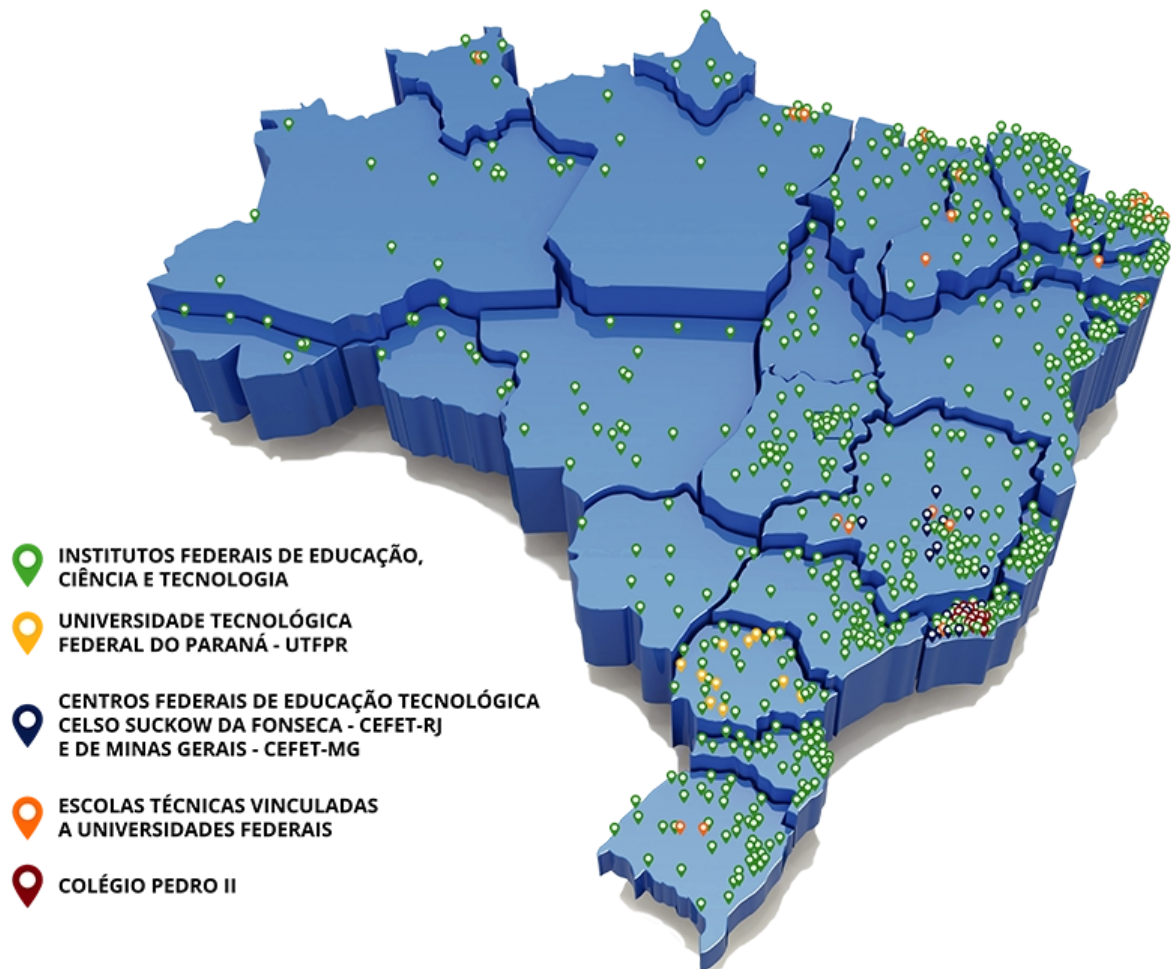 INSTITUTOS FEDERAIS DE EDUCAÇÃO,
CIÊNCIA E TECNOLOGIA
UNIVERSIDADE TECNOLÓGICA
FEDERAL DO PARANÁ - UTFPR
CENTROS FEDERAIS DE EDUCAÇÃO TECNOLÓGICA
CELSO SUCKOW DA FONSECA - CEFET-RJ
E DE MINAS GERAIS - CEFET-MG
ESCOLAS TÉCNICAS VINCULADAS
A UNIVERSIDADES FEDERAIS
COLÉGIO PEDRO II